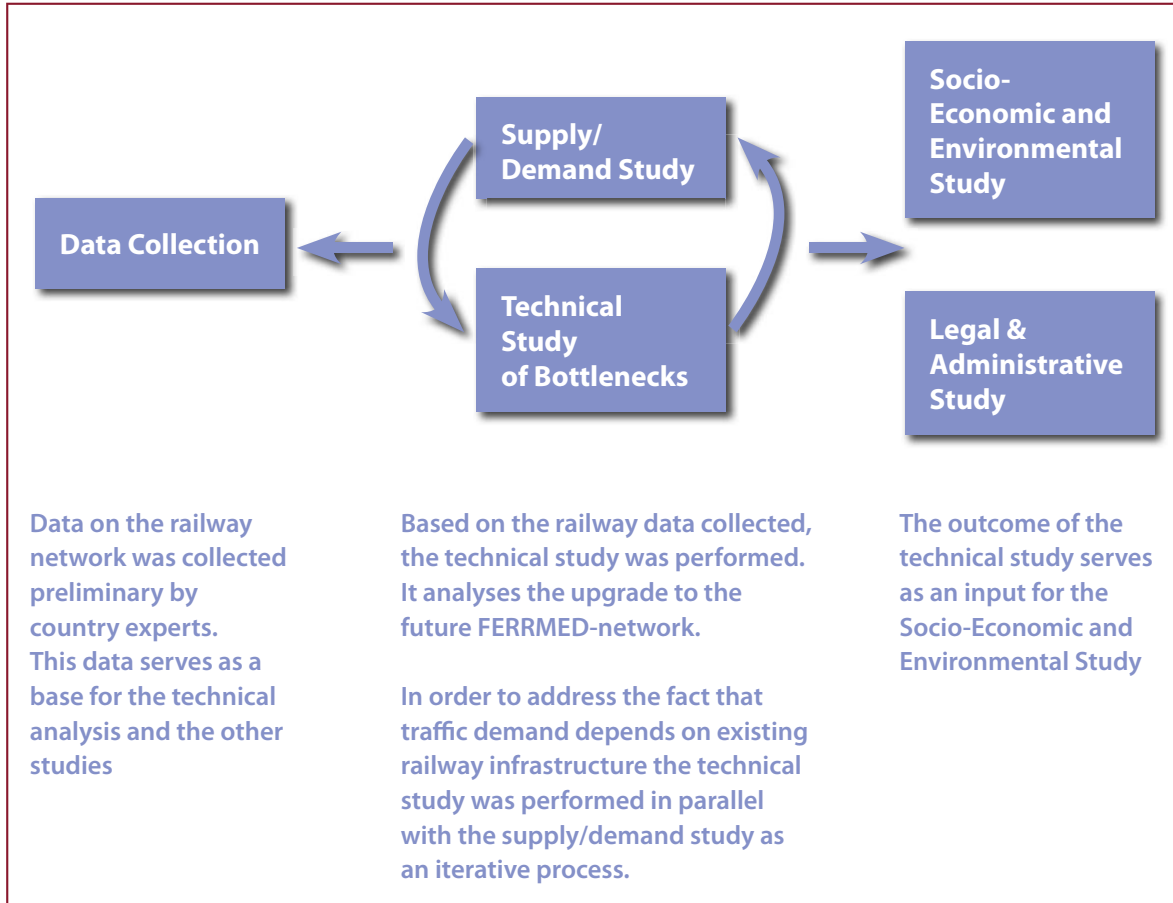 Data Collection
Supply/
Demand Study
Technical
Study
of Bottlenecks
Socio-
Economic and
Environmental
Study
Legal &
Administrative
Study
Data on the railway
network was collected
preliminary by
country experts.
This data serves as a
base for the technical
analysis and the other
studies
Based on the railway data collected,
the technical study was performed.
It analyses the upgrade to the
future FERRMED-network.
In order to address the fact that
traffic demand depends on existing
railway infrastructure the technical
study was performed in parallel
with the supply/demand study as
an iterative process.
The outcome of the
technical study serves
as an input for the
Socio-Economic and
Environmental Study